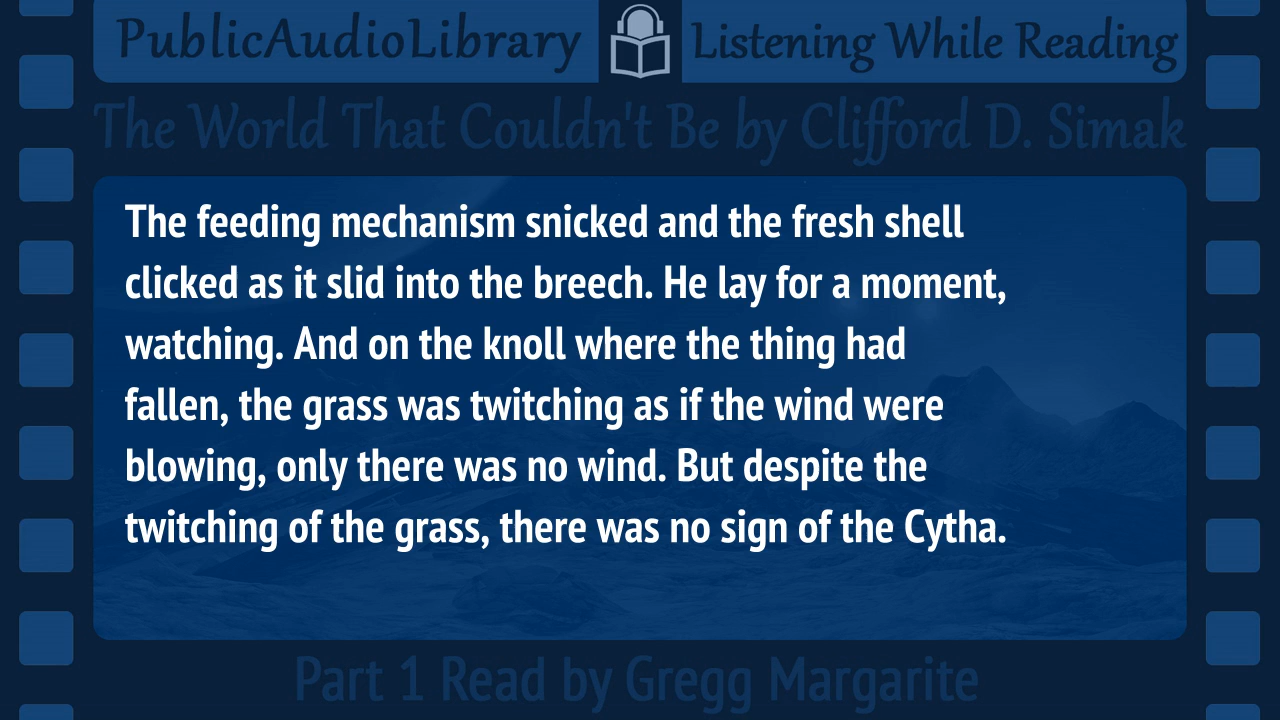 PublicAudioLibrary Listening While Reading
The World That Couldn't Be by Clifford D. Simak
The feeding mechanism snicked and the fresh shell
clicked as it slid into the breech. He lay for a moment,
watching. And on the knoll where the thing had
fallen, the grass was twitching as if the wind were
blowing, only there was no wind. But despite the
twitching of the grass, there was no sign of the Cytha.
Part 1 Read by Gregg Margarite